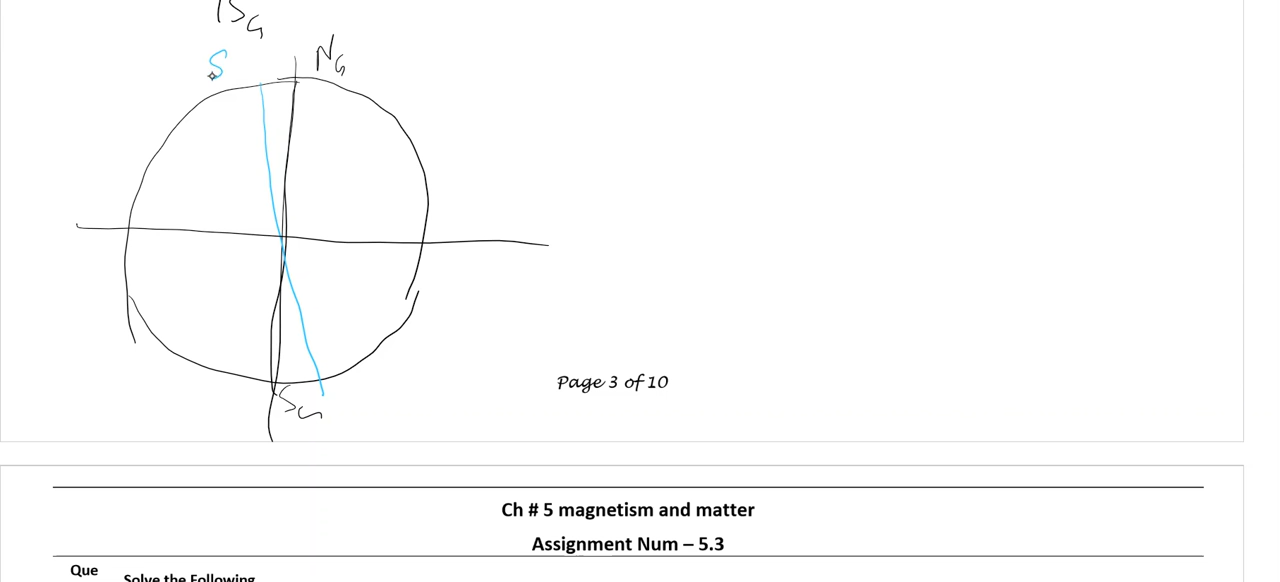 N_G
S
S_G
Page 3 of 10
Ch # 5 magnetism and matter
Assignment Num – 5.3
Que
Solve the Following